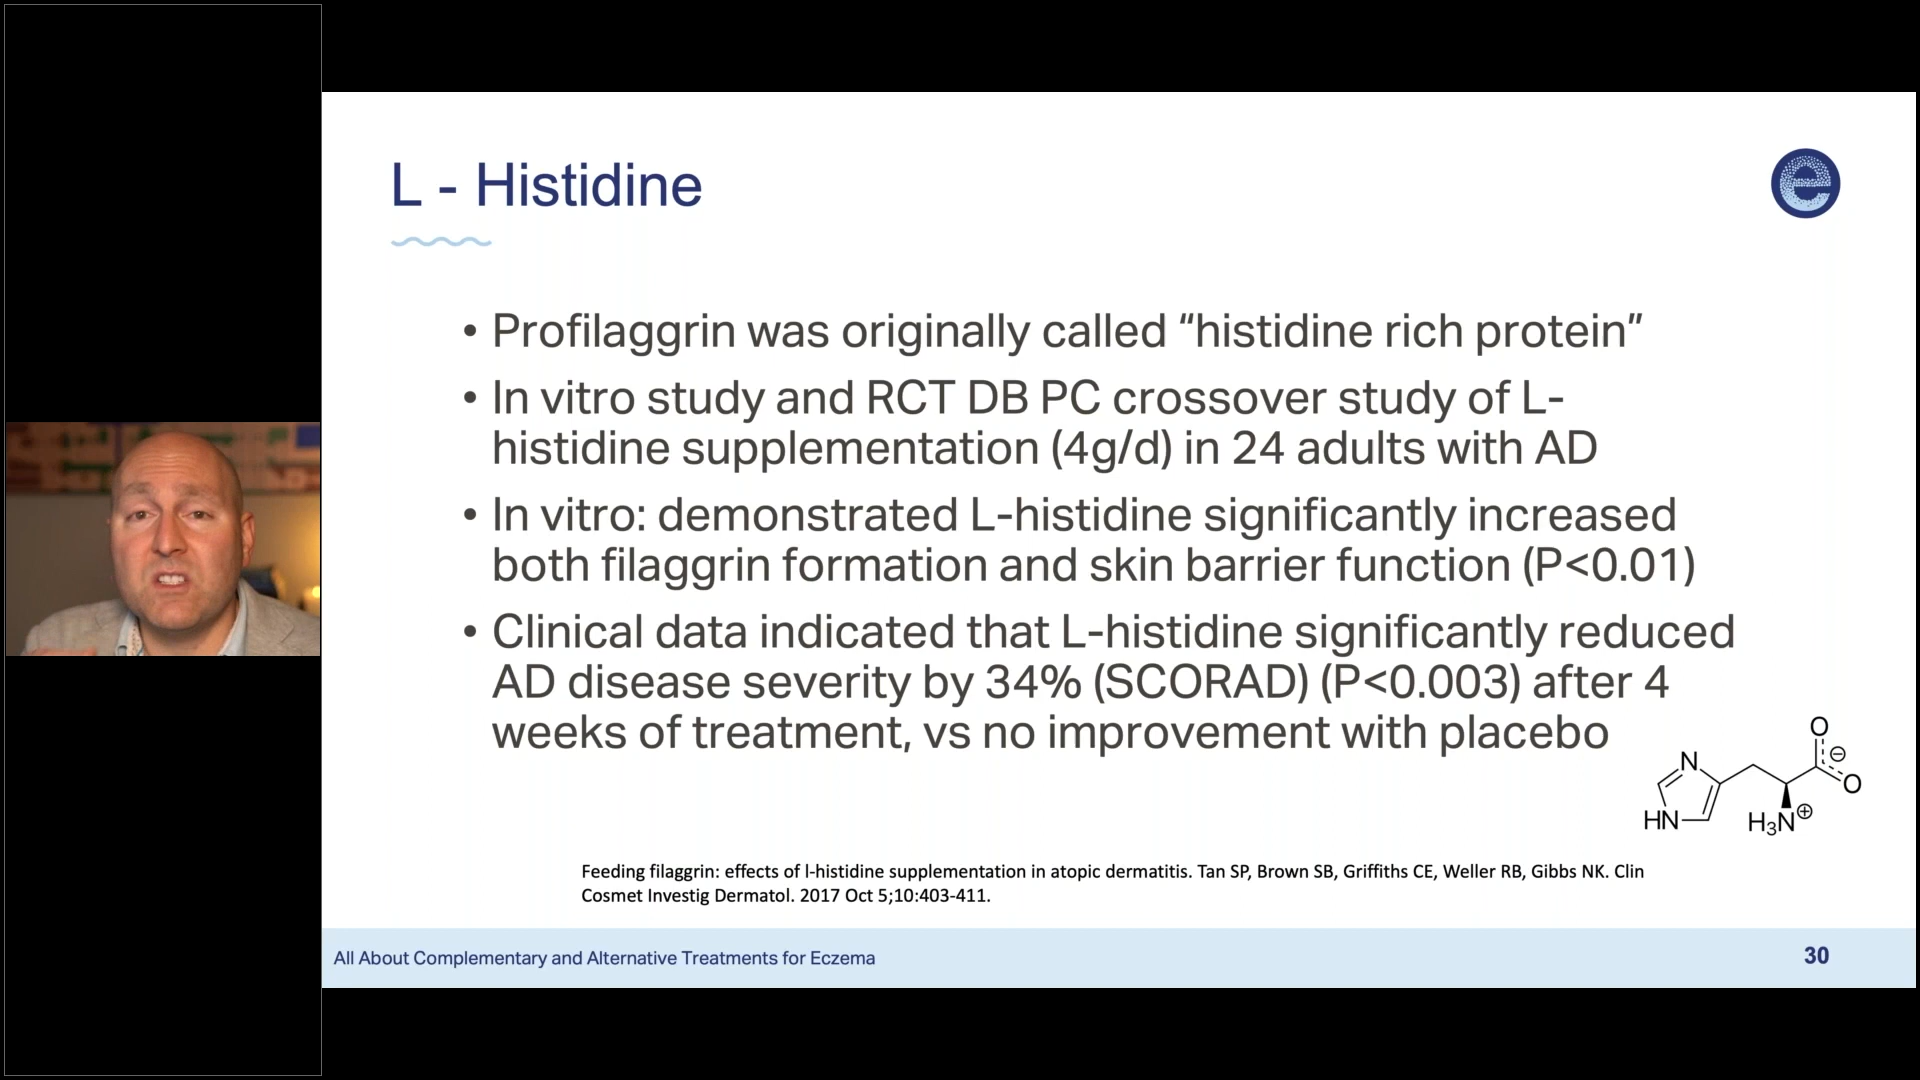 L - Histidine
e
• Profilaggrin was originally called “histidine rich protein”
• In vitro study and RCT DB PC crossover study of L-
histidine supplementation (4g/d) in 24 adults with AD
• In vitro: demonstrated L-histidine significantly increased
both filaggrin formation and skin barrier function (P<0.01)
• Clinical data indicated that L-histidine significantly reduced
AD disease severity by 34% (SCORAD) (P<0.003) after 4
weeks of treatment, vs no improvement with placebo
O
N
⊖
O
HN
H₃N⊕
Feeding filaggrin: effects of l-histidine supplementation in atopic dermatitis. Tan SP, Brown SB, Griffiths CE, Weller RB, Gibbs NK. Clin
Cosmet Investig Dermatol. 2017 Oct 5;10:403-411.
All About Complementary and Alternative Treatments for Eczema
30